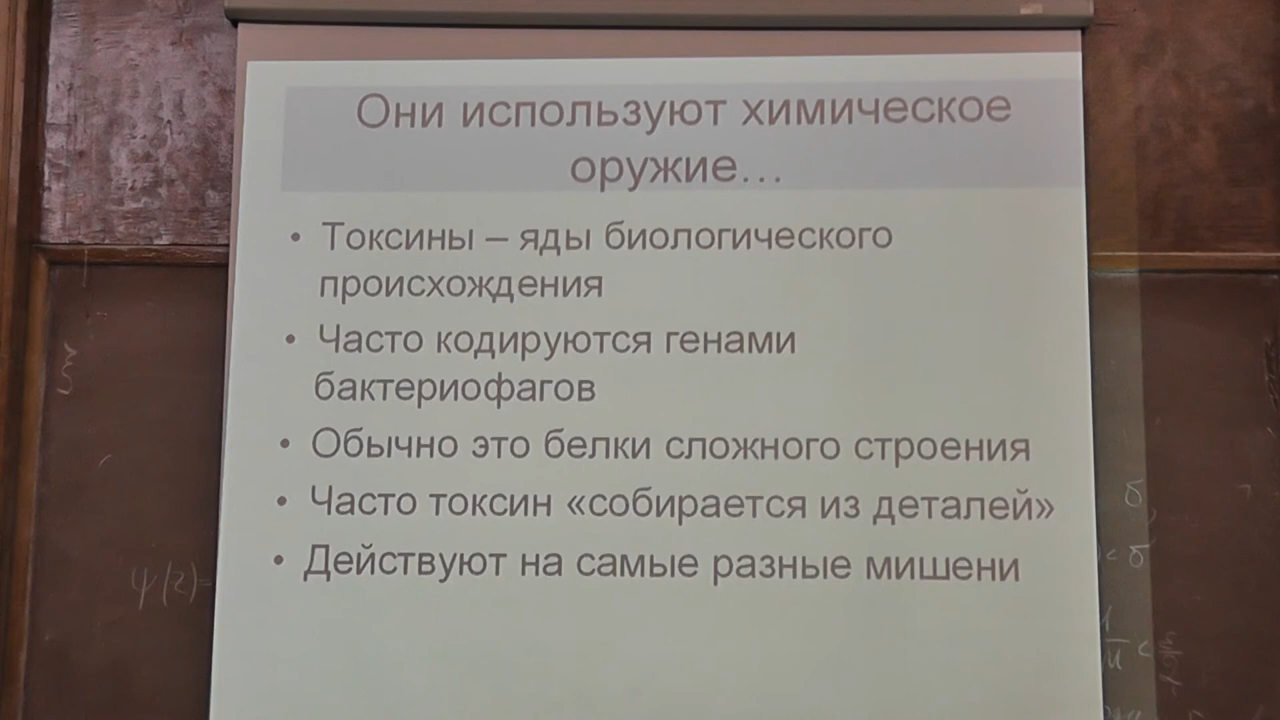 Они используют химическое
оружие...
• Токсины – яды биологического
происхождения
• Часто кодируются генами
бактериофагов
• Обычно это белки сложного строения
• Часто токсин «собирается из деталей»
• Действуют на самые разные мишени
ψ(z)=
σ
< σ